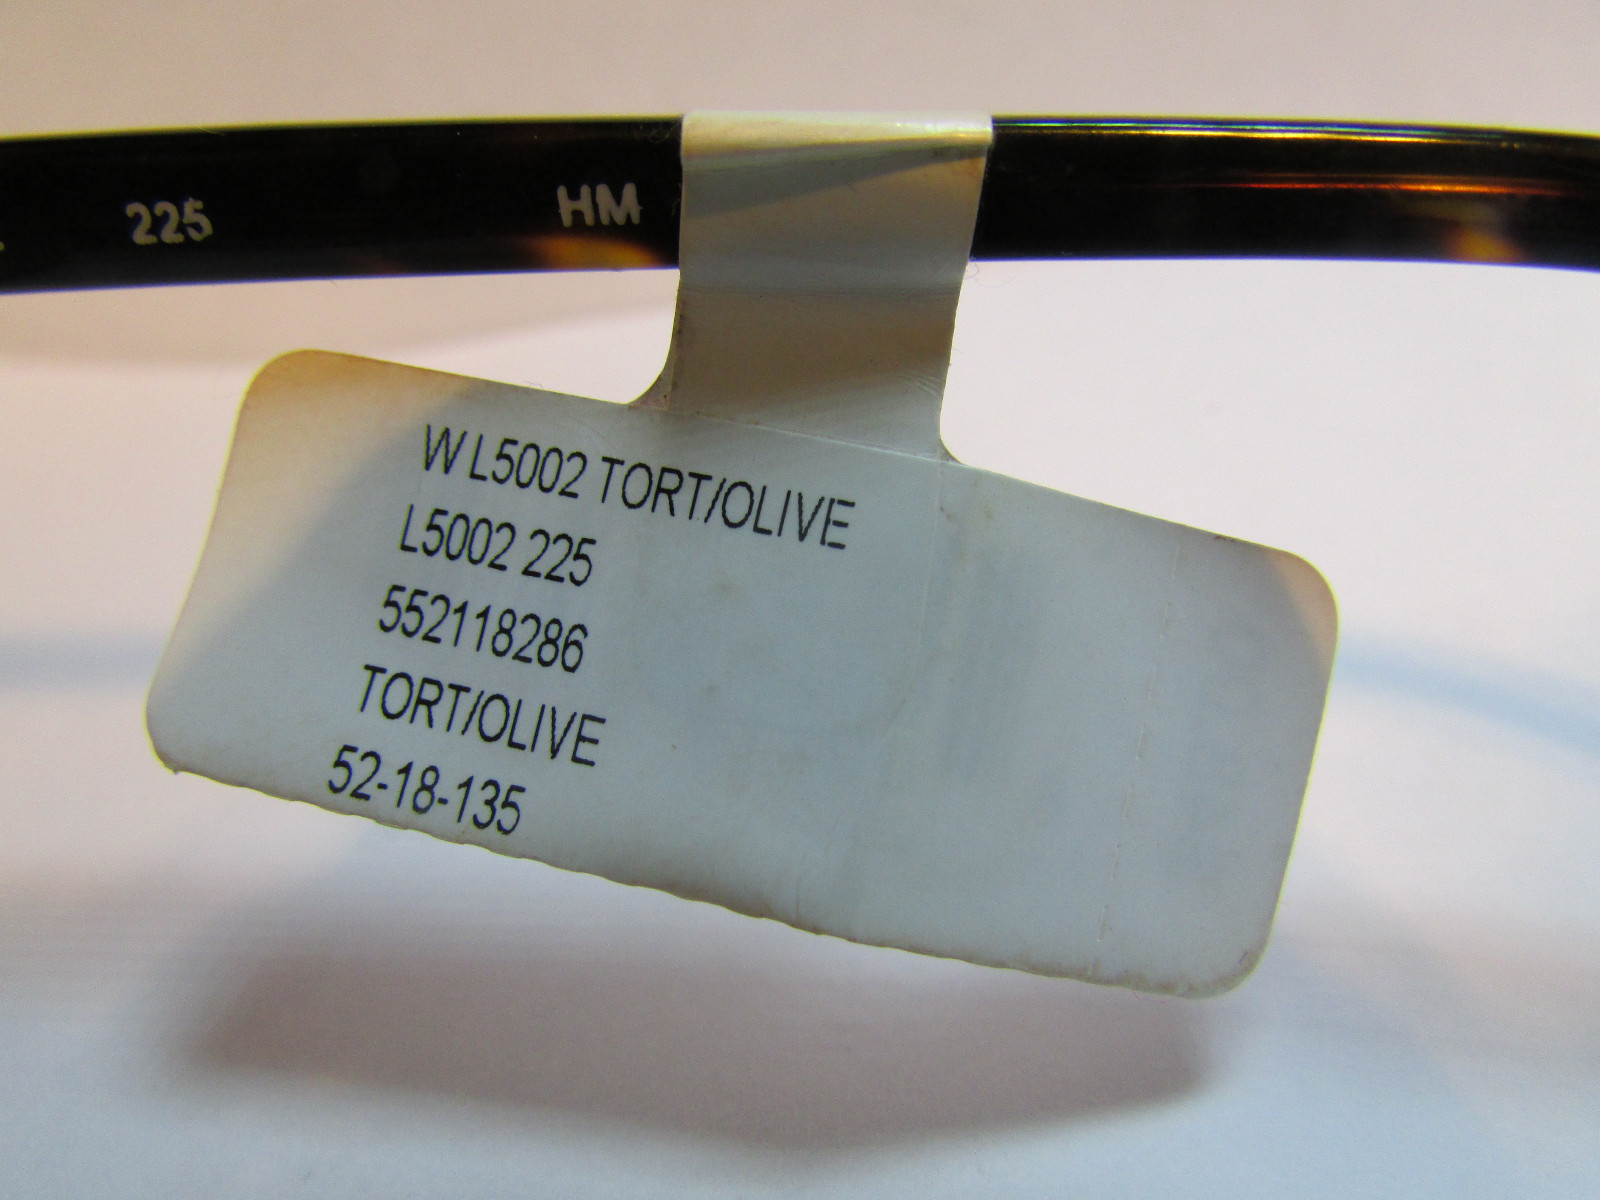 225 HM
W L5002 TORT/OLIVE
L5002 225
552118286
TORT/OLIVE
52-18-135